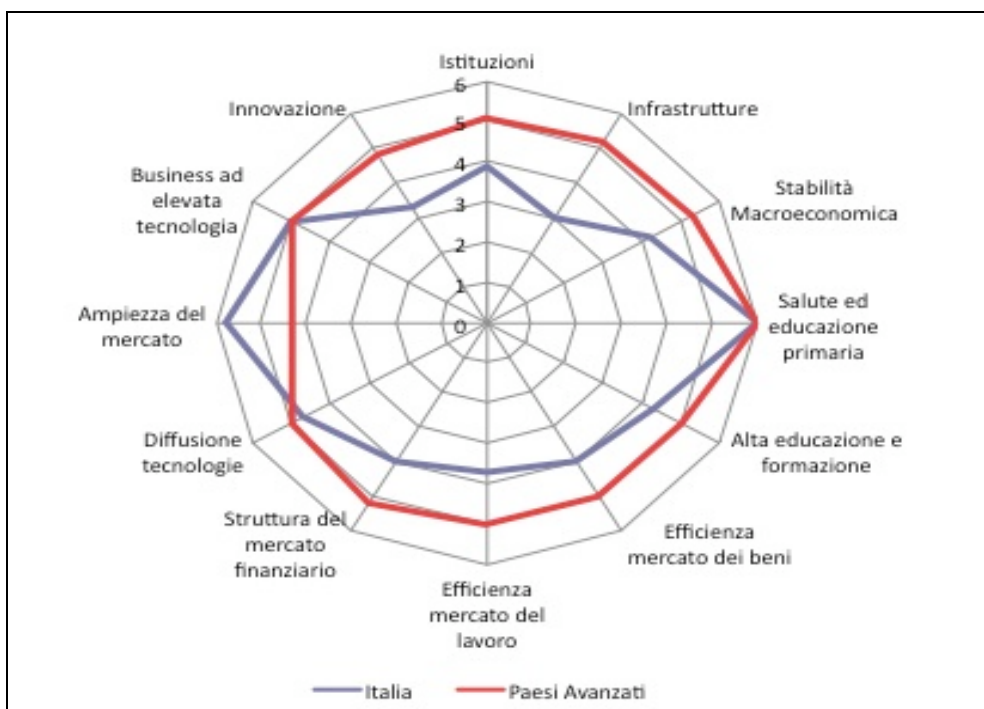 Istituzioni
6
5
4
3
2
1
0
Infrastrutture
Stabilità
Macroeconomica
Salute ed
educazione
primaria
Alta educazione e
formazione
Efficienza
mercato dei beni
Efficienza
mercato del
lavoro
Struttura del
mercato
finanziario
Diffusione
tecnologie
Ampiezza del
mercato
Business ad
elevata
tecnologia
Innovazione
Italia
Paesi Avanzati